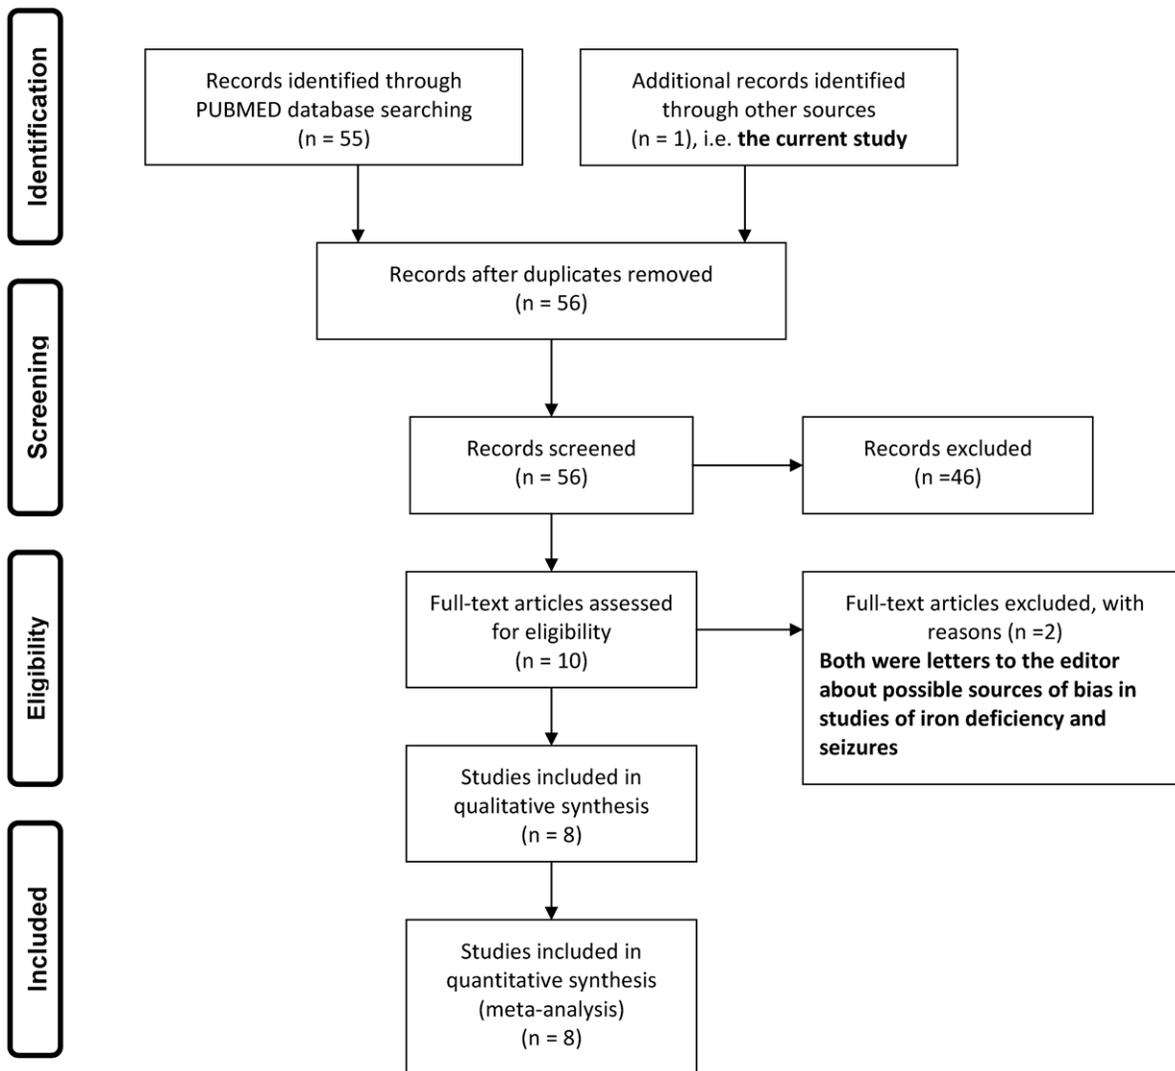 Identification
Records identified through
PUBMED database searching
(n = 55)
Additional records identified
through other sources
(n = 1), i.e. the current study
Records after duplicates removed
(n = 56)
Screening
Records screened
(n = 56)
Records excluded
(n =46)
Eligibility
Full-text articles assessed
for eligibility
(n = 10)
Full-text articles excluded, with
reasons (n =2)
Both were letters to the editor
about possible sources of bias in
studies of iron deficiency and
seizures
Studies included in
qualitative synthesis
(n = 8)
Included
Studies included in
quantitative synthesis
(meta-analysis)
(n = 8)